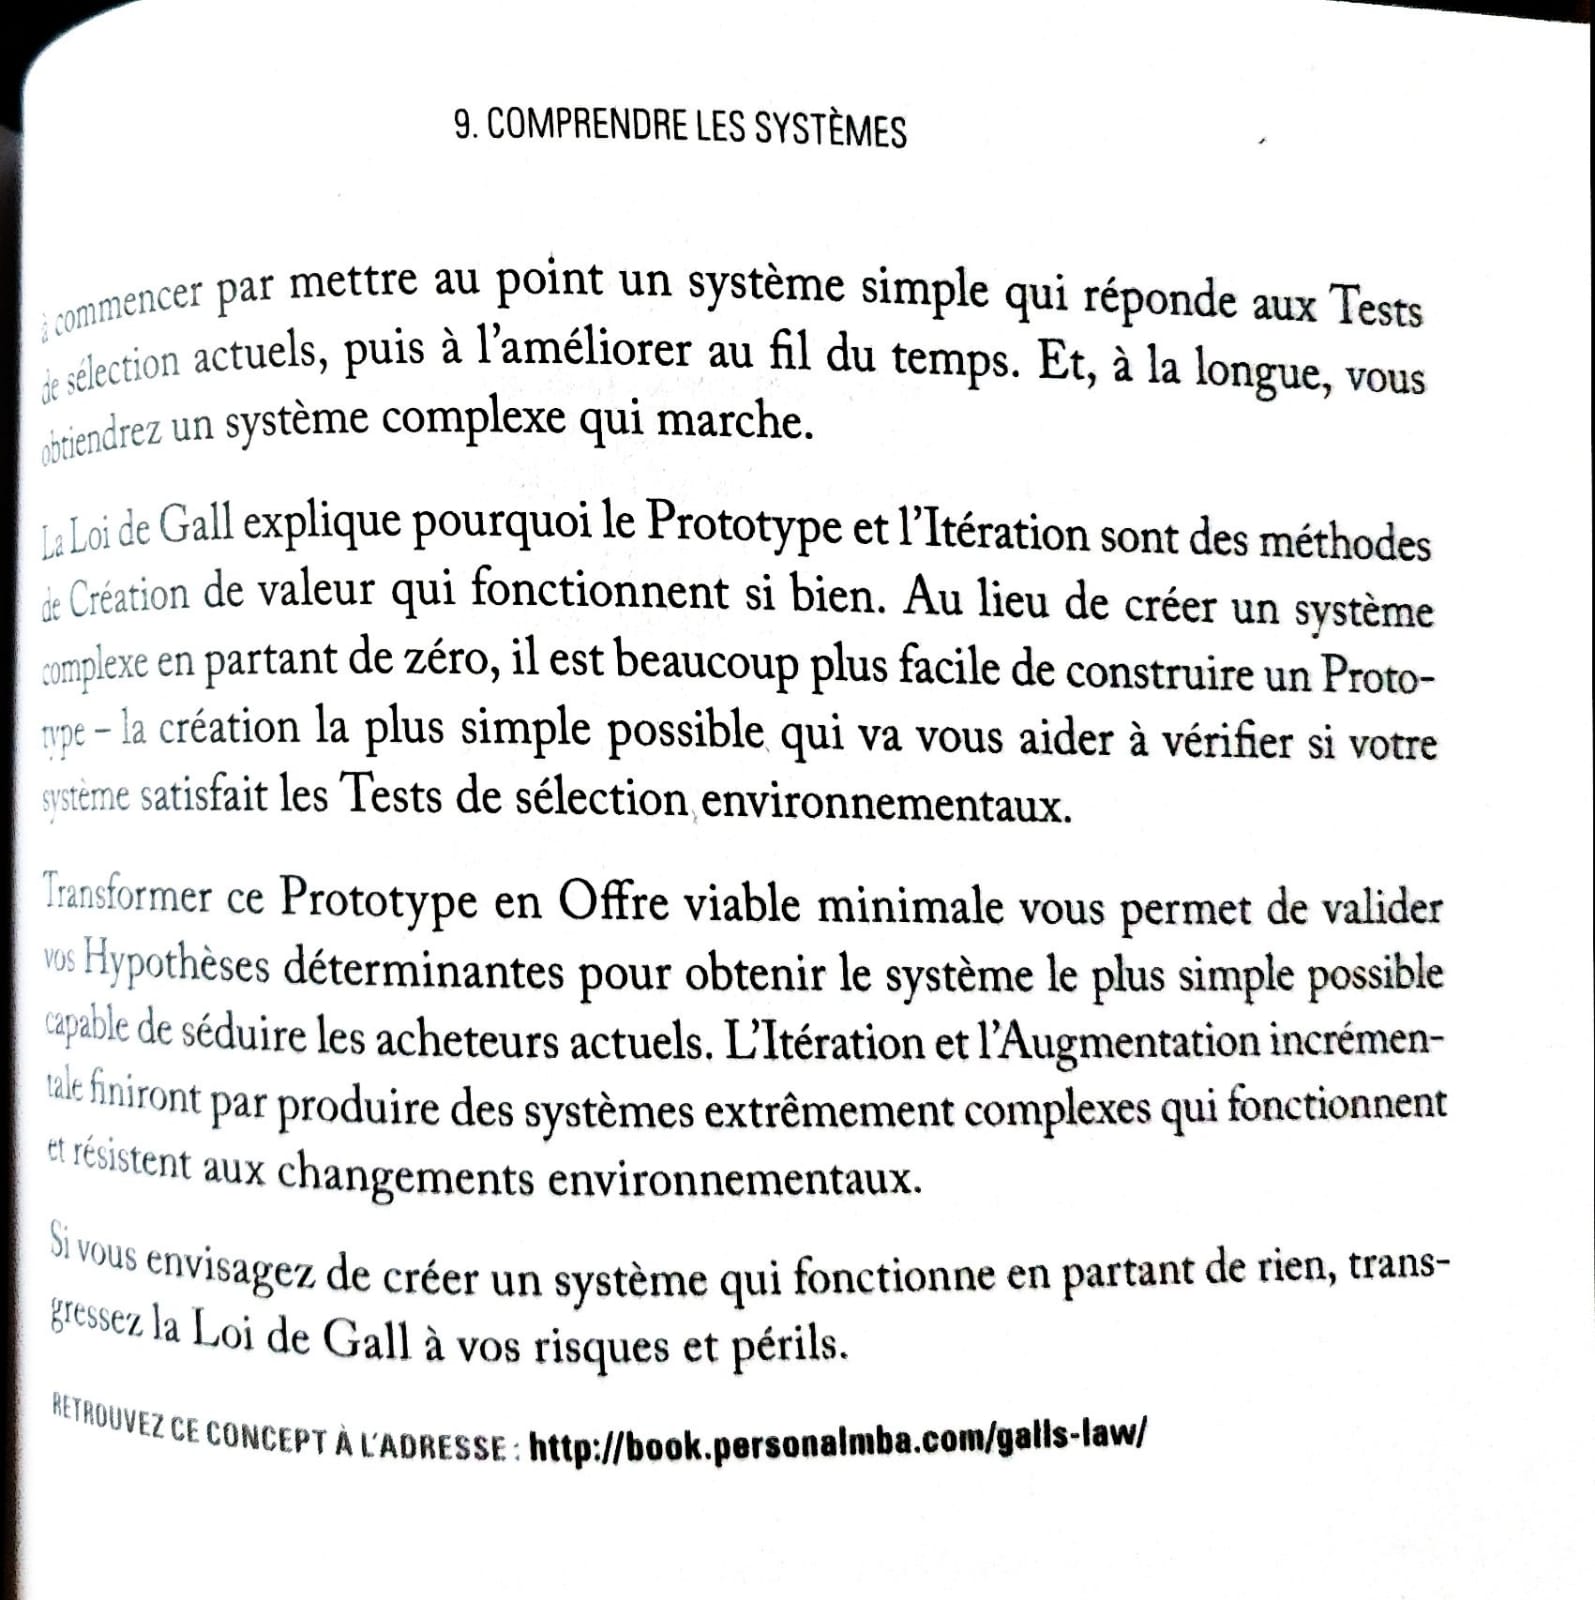 9. COMPRENDRE LES SYSTÈMES
à commencer par mettre au point un système simple qui réponde aux Tests
de sélection actuels, puis à l'améliorer au fil du temps. Et, à la longue, vous
obtiendrez un système complexe qui marche.
La Loi de Gall explique pourquoi le Prototype et l'Itération sont des méthodes
de Création de valeur qui fonctionnent si bien. Au lieu de créer un système
complexe en partant de zéro, il est beaucoup plus facile de construire un Proto-
type – la création la plus simple possible qui va vous aider à vérifier si votre
système satisfait les Tests de sélection environnementaux.
Transformer ce Prototype en Offre viable minimale vous permet de valider
vos Hypothèses déterminantes pour obtenir le système le plus simple possible
capable de séduire les acheteurs actuels. L'Itération et l'Augmentation incrémen-
tale finiront par produire des systèmes extrêmement complexes qui fonctionnent
et résistent aux changements environnementaux.
Si vous envisagez de créer un système qui fonctionne en partant de rien, trans-
gressez la Loi de Gall à vos risques et périls.
RETROUVEZ CE CONCEPT À L'ADRESSE : http://book.personalmba.com/galls-law/